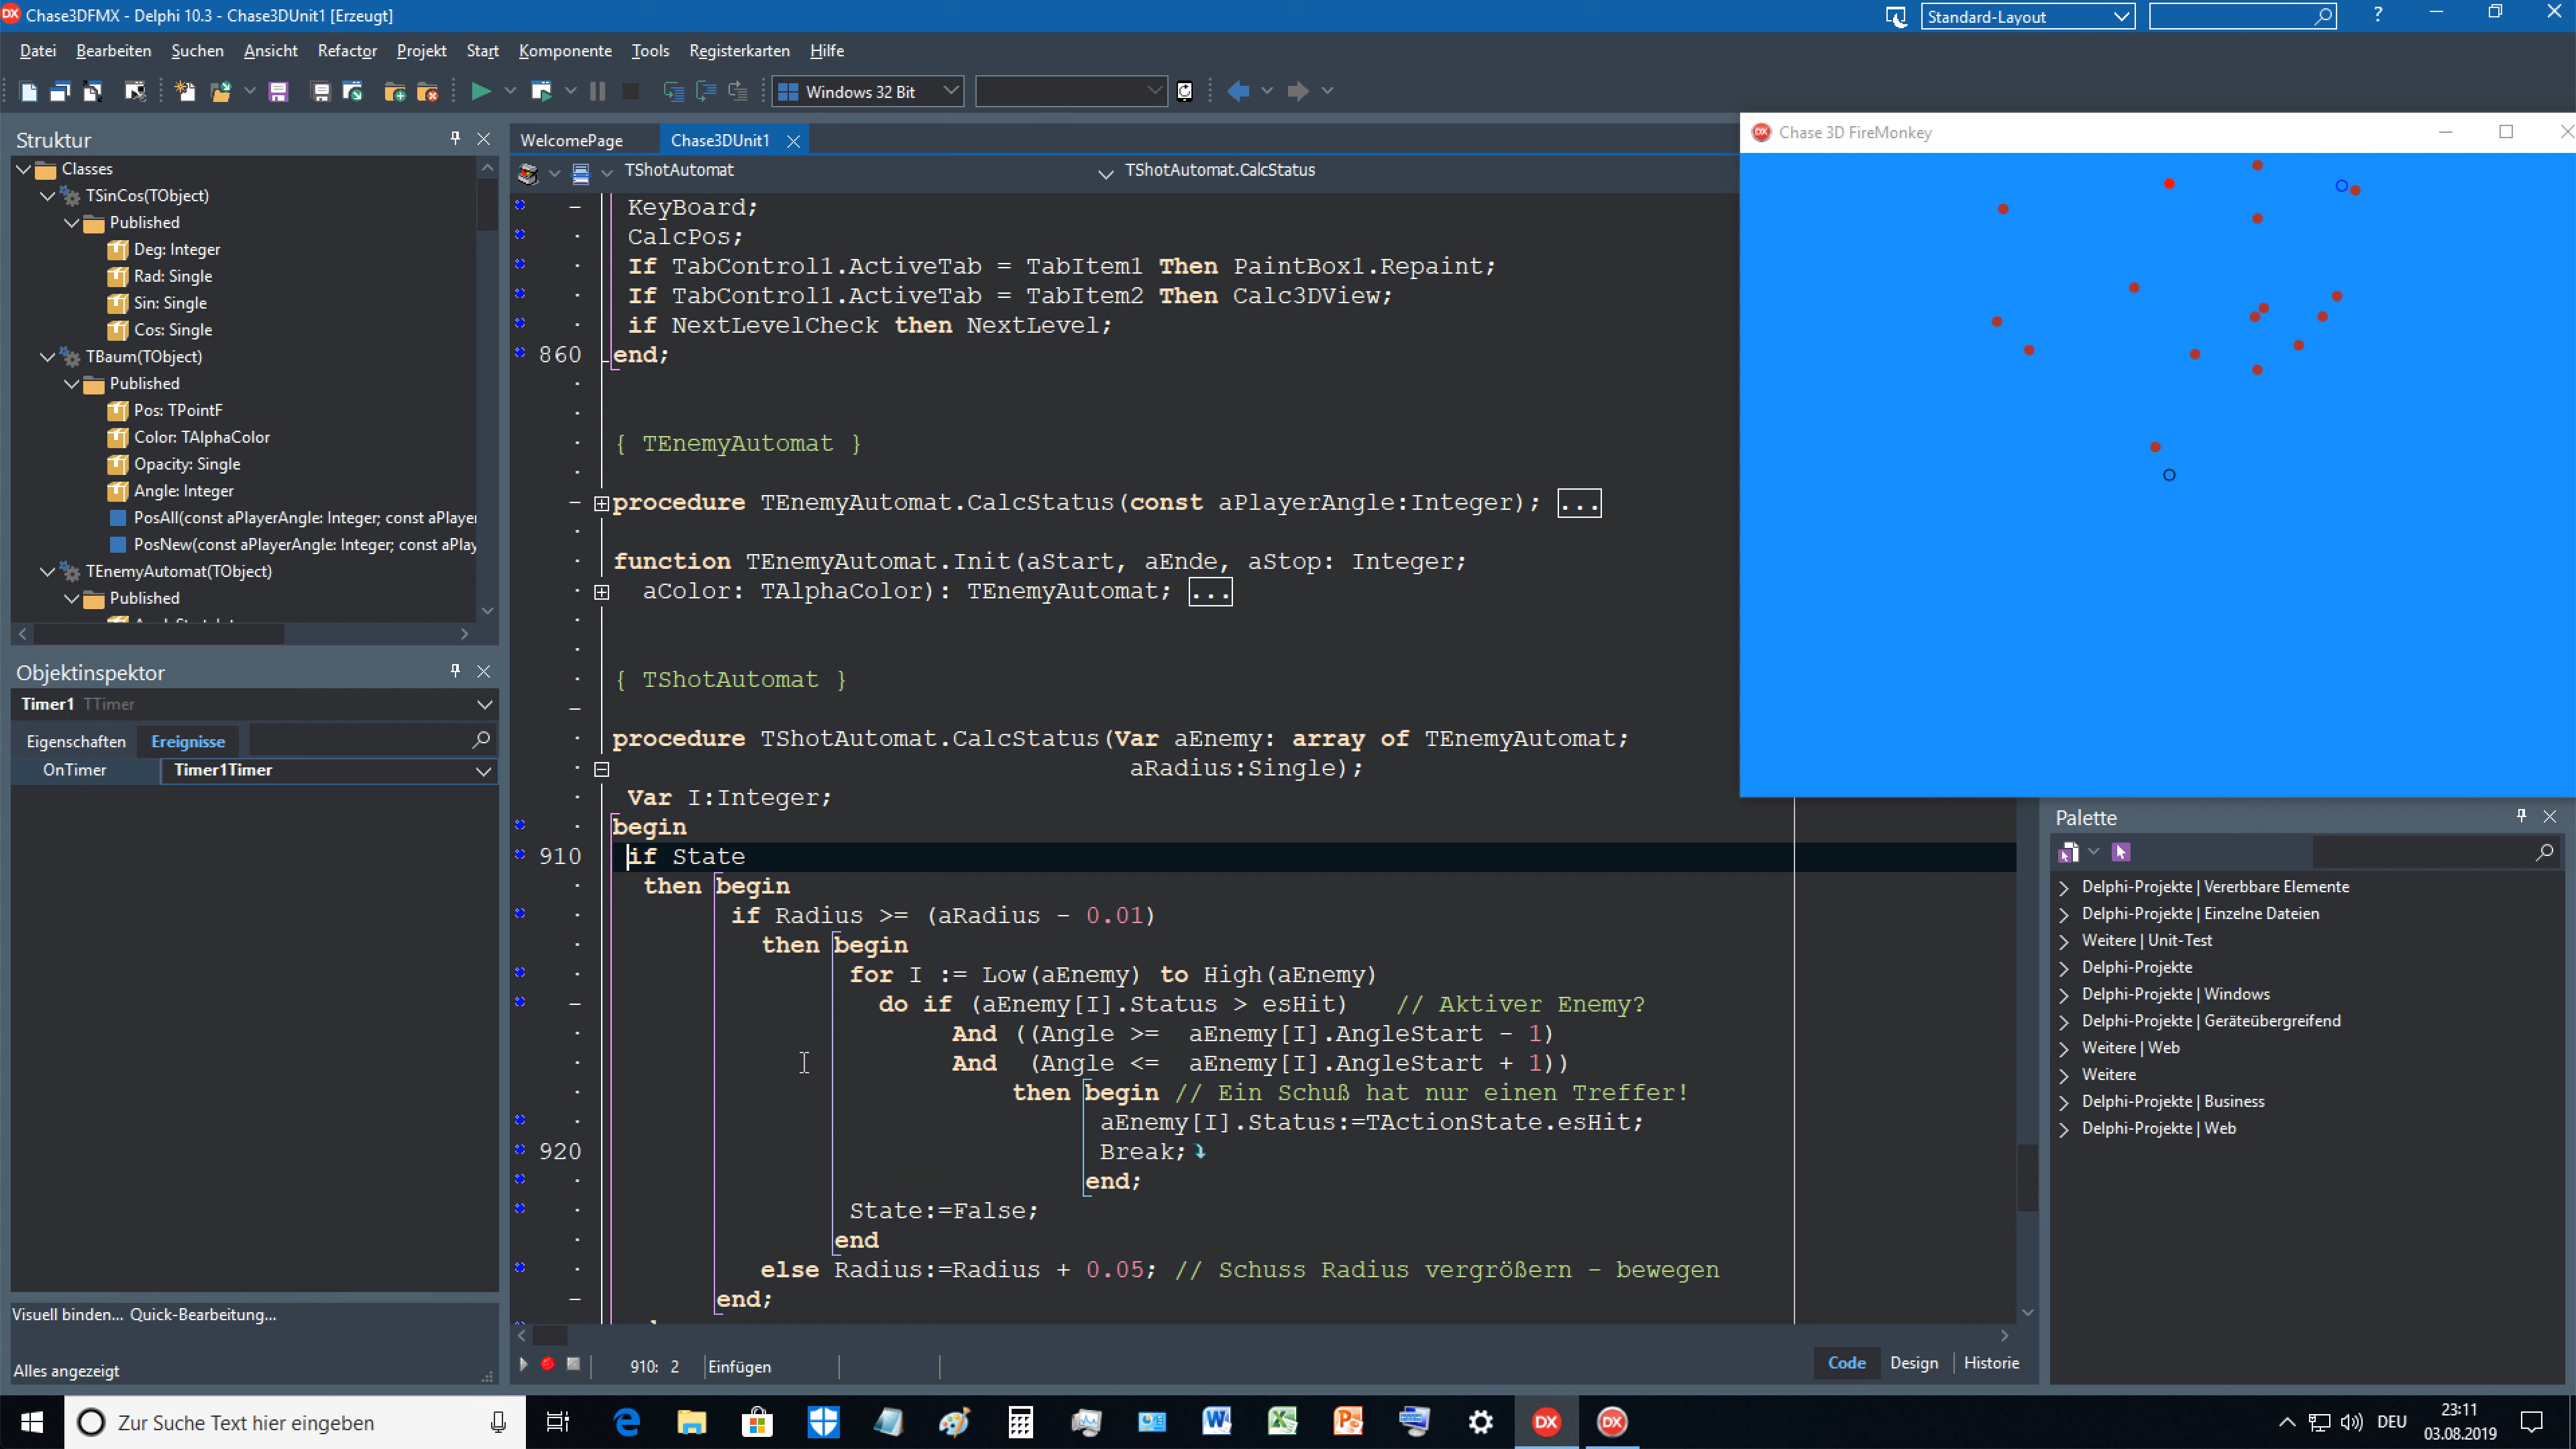 Chase3DFMX - Delphi 10.3 - Chase3DUnit1 [Erzeugt]
Standard-Layout
?
Datei Bearbeiten Suchen Ansicht Refactor Projekt Start Komponente Tools Registerkarten Hilfe
Windows 32 Bit
Struktur
Classes
TSinCos(TObject)
Published
Deg: Integer
Rad: Single
Sin: Single
Cos: Single
TBaum(TObject)
Published
Pos: TPointF
Color: TAlphaColor
Opacity: Single
Angle: Integer
PosAll(const aPlayerAngle: Integer; const aPlayer
PosNew(const aPlayerAngle: Integer; const aPlay
TEnemyAutomat(TObject)
Published
Objektinspektor
Timer1 TTimer
Eigenschaften Ereignisse
OnTimer Timer1Timer
Visuell binden... Quick-Bearbeitung...
Alles angezeigt
WelcomePage Chase3DUnit1
TShotAutomat TShotAutomat.CalcStatus
KeyBoard;
CalcPos;
If TabControl1.ActiveTab = TabItem1 Then PaintBox1.Repaint;
If TabControl1.ActiveTab = TabItem2 Then Calc3DView;
if NextLevelCheck then NextLevel;
860 end;
{ TEnemyAutomat }
procedure TEnemyAutomat.CalcStatus(const aPlayerAngle:Integer); ...
function TEnemyAutomat.Init(aStart, aEnde, aStop: Integer;
aColor: TAlphaColor): TEnemyAutomat; ...
{ TShotAutomat }
procedure TShotAutomat.CalcStatus(Var aEnemy: array of TEnemyAutomat;
aRadius:Single);
Var I:Integer;
begin
910 if State
then begin
if Radius >= (aRadius - 0.01)
then begin
for I := Low(aEnemy) to High(aEnemy)
do if (aEnemy[I].Status > esHit) // Aktiver Enemy?
And ((Angle >= aEnemy[I].AngleStart - 1)
And (Angle <= aEnemy[I].AngleStart + 1))
then begin // Ein Schuß hat nur einen Treffer!
aEnemy[I].Status:=TActionState.esHit;
920 Break;
end;
State:=False;
end
else Radius:=Radius + 0.05; // Schuss Radius vergrößern - bewegen
end;
910: 2 Einfügen
Code Design Historie
Chase 3D FireMonkey
Palette
Delphi-Projekte | Vererbbare Elemente
Delphi-Projekte | Einzelne Dateien
Weitere | Unit-Test
Delphi-Projekte
Delphi-Projekte | Windows
Delphi-Projekte | Geräteübergreifend
Weitere | Web
Weitere
Delphi-Projekte | Business
Delphi-Projekte | Web
Zur Suche Text hier eingeben
DEU
23:11
03.08.2019